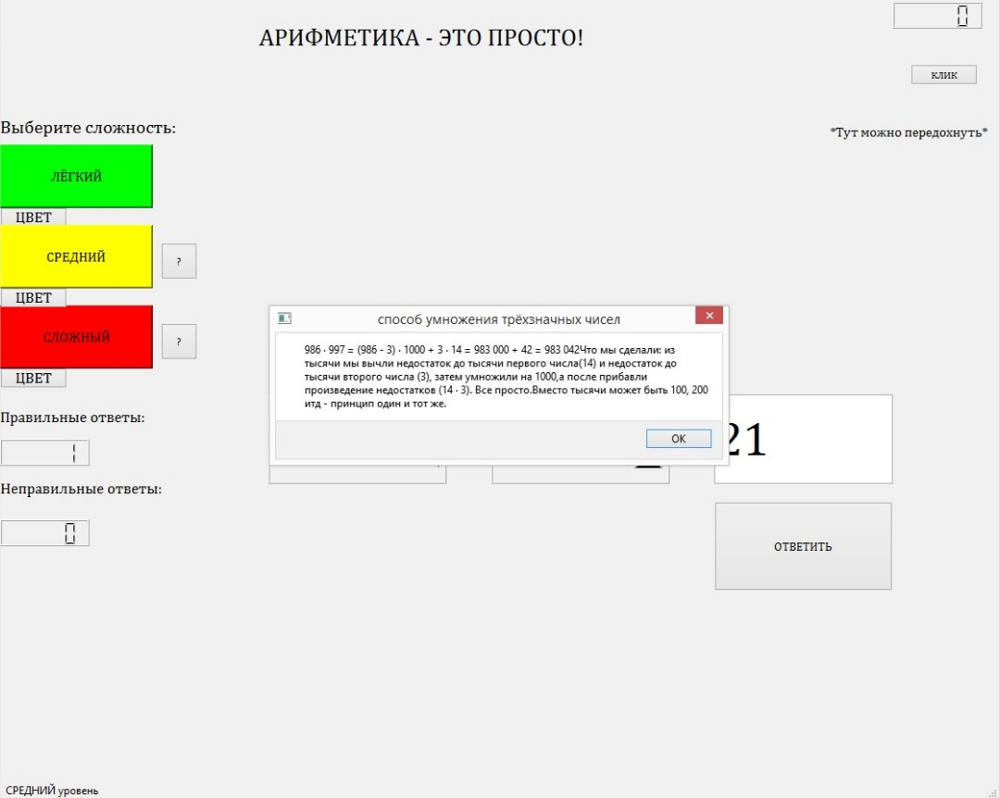 0
АРИФМЕТИКА - ЭТО ПРОСТО!
клик
Выберите сложность:
*Тут можно передохнуть*
ЛЁГКИЙ
ЦВЕТ
СРЕДНИЙ
?
ЦВЕТ
СЛОЖНЫЙ
?
ЦВЕТ
способ умножения трёхзначных чисел
986 · 997 = (986 - 3) · 1000 + 3 · 14 = 983 000 + 42 = 983 042Что мы сделали: из
тысячи мы вычли недостаток до тысячи первого числа(14) и недостаток до
тысячи второго числа (3), затем умножили на 1000,а после прибавли
произведение недостатков (14 · 3). Все просто.Вместо тысячи может быть 100, 200
итд - принцип один и тот же.
OK
Правильные ответы:
21
1
Неправильные ответы:
0
ОТВЕТИТЬ
СРЕДНИЙ уровень